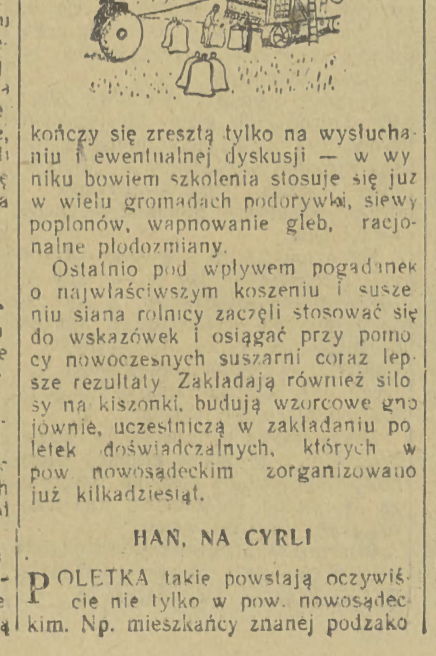 kończy się zresztą tylko na wysłucha-
niu i ewentualnej dyskusji — w wy
niku bowiem szkolenia stosuje się już
w wielu gromadach podorywki, siewy
poplonów, wapnowanie gleb, racjo-
nalne płodozmiany.
Ostatnio pod wpływem pogadanek
o najwłaściwszym koszeniu i susze
niu siana rolnicy zaczęli stosować się
do wskazówek i osiągać przy pomo
cy nowoczesnych suszarni coraz lep-
sze rezultaty Zakładają również silo
sy na kiszonki, budują wzorcowe gno
jównie, uczestniczą w zakładaniu po
letek doświadczalnych, których w
pow nowosądeckim zorganizowano
już kilkadziesiąt.
HAN, NA CYRLI
POLETKA takie powstają oczywiś-
cie nie tylko w pow. nowosądec-
kim. Np. mieszkańcy znanej podzako